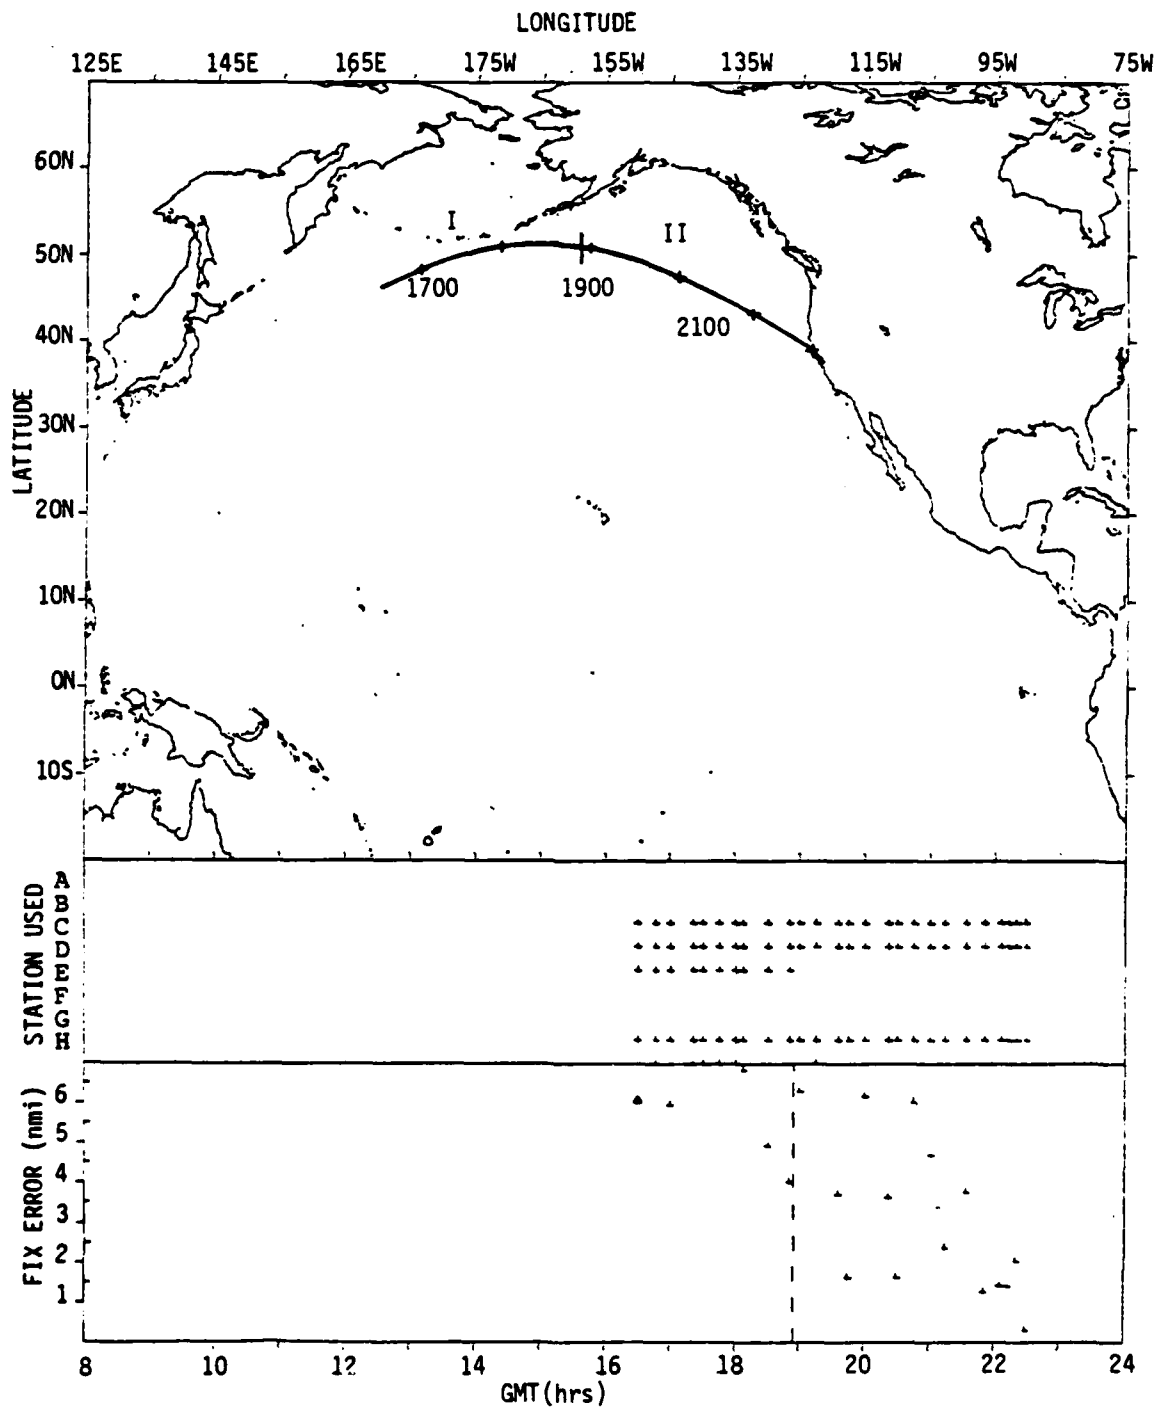 LONGITUDE
125E 145E 165E 175W 155W 135W 115W 95W 75W
60N
50N
40N
30N
20N
10N
0N
10S
LATITUDE
I
II
1700
1900
2100
STATION USED
A
B
C
D
E
F
G
H
FIX ERROR (nmi)
6
5
4
3
2
1
8 10 12 14 16 18 20 22 24
GMT(hrs)